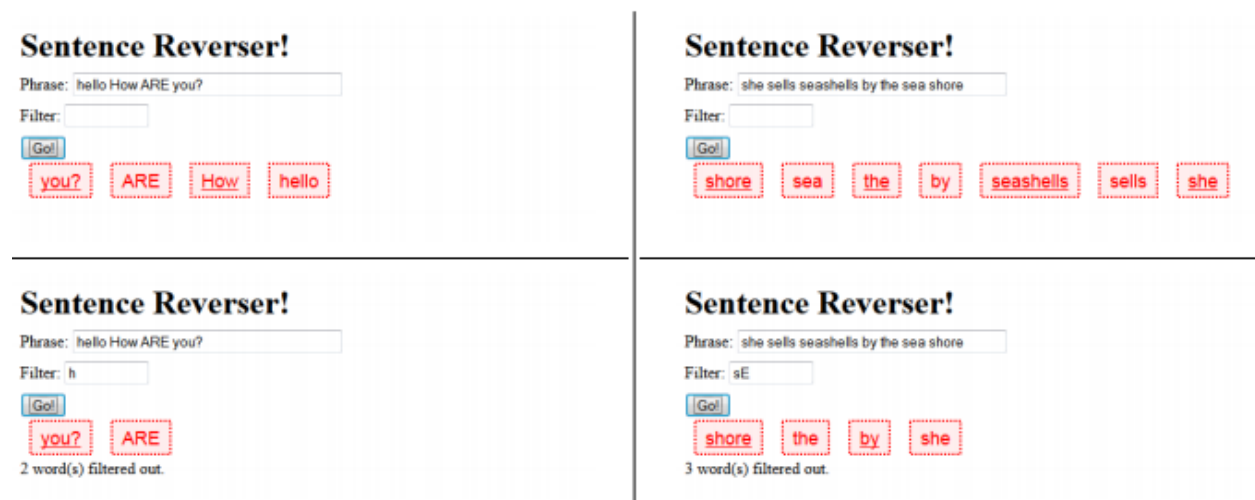 Sentence Reverser!
Phrase: hello How ARE you?
Filter:
Go!
you? ARE How hello
Sentence Reverser!
Phrase: she sells seashells by the sea shore
Filter:
Go!
shore sea the by seashells sells she
Sentence Reverser!
Phrase: hello How ARE you?
Filter: h
Go!
you? ARE
2 word(s) filtered out.
Sentence Reverser!
Phrase: she sells seashells by the sea shore
Filter: sE
Go!
shore the by she
3 word(s) filtered out.